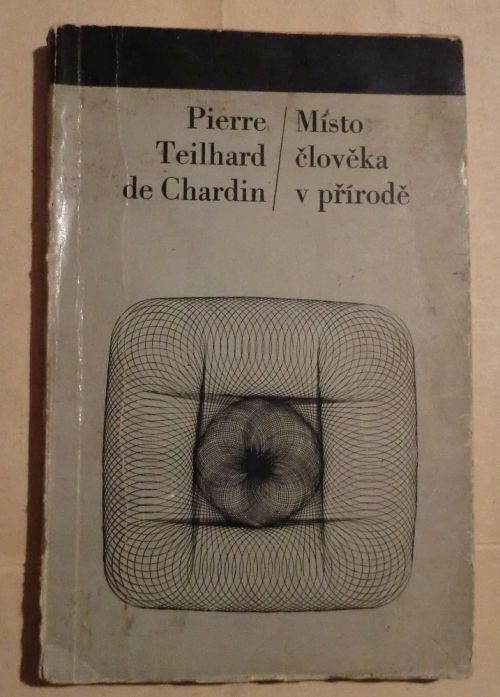 Pierre
Teilhard
de Chardin
Místo
člověka
v přírodě